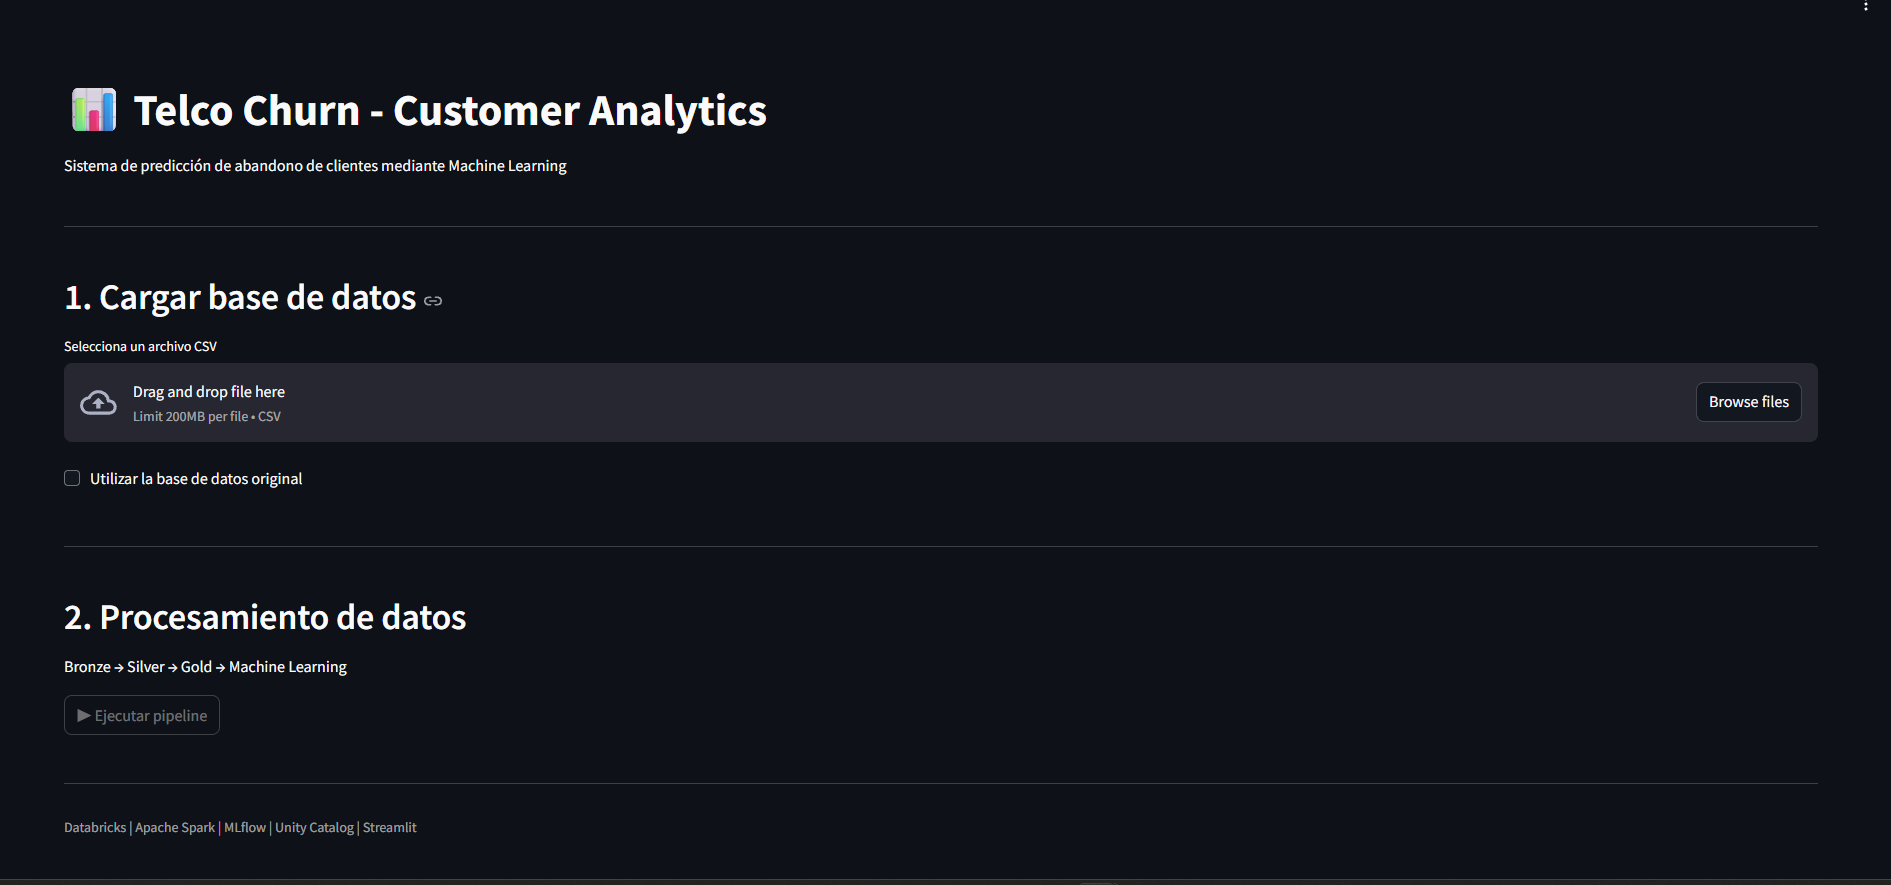 Telco Churn - Customer Analytics
Sistema de predicción de abandono de clientes mediante Machine Learning
1. Cargar base de datos
Selecciona un archivo CSV
Drag and drop file here
Limit 200MB per file • CSV
Browse files
Utilizar la base de datos original
2. Procesamiento de datos
Bronze → Silver → Gold → Machine Learning
▶ Ejecutar pipeline
Databricks | Apache Spark | MLflow | Unity Catalog | Streamlit